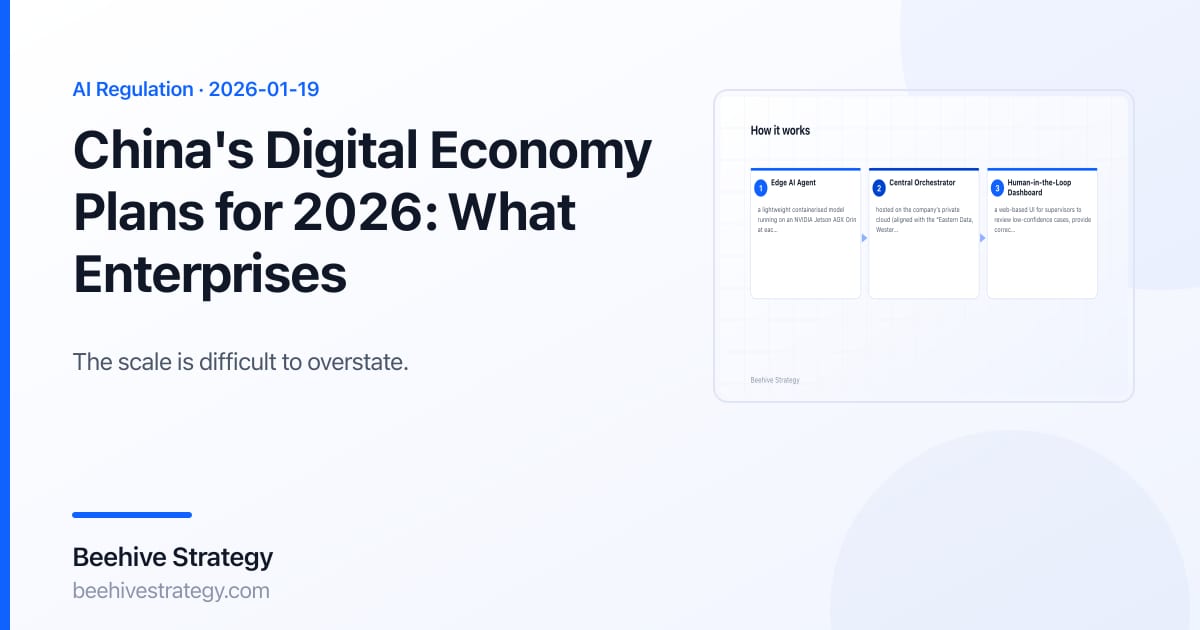 AI Regulation · 2026-01-19
China's Digital Economy
Plans for 2026: What
Enterprises
The scale is difficult to overstate.
Beehive Strategy
beehivestrategy.com
How it works
1 Edge AI Agent
a lightweight containerised model
running on an NVIDIA Jetson AGX Orin
at eac...
2 Central Orchestrator
hosted on the company's private
cloud (aligned with the "Eastern Data,
Wester...
3 Human-in-the-Loop
Dashboard
a web-based UI for supervisors to
review low-confidence cases, provide
correc...
Beehive Strategy